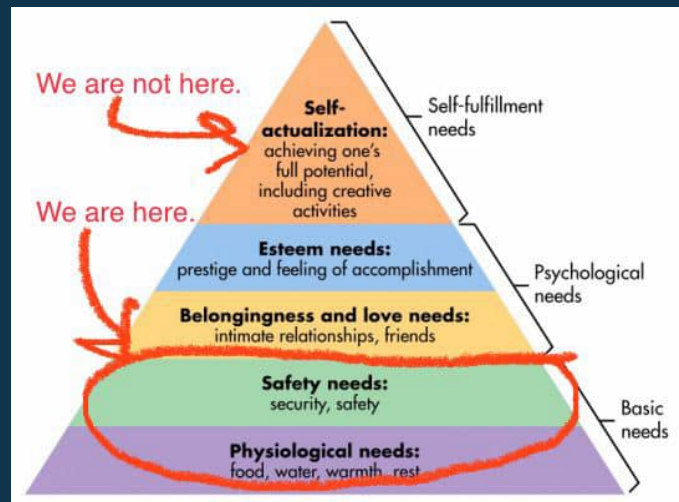 We are not here.
Self-
actualization:
achieving one's
full potential,
including creative
activities
Self-fulfillment
needs
We are here.
Esteem needs:
prestige and feeling of accomplishment
Psychological
needs
Belongingness and love needs:
intimate relationships, friends
Safety needs:
security, safety
Basic
needs
Physiological needs:
food, water, warmth, rest